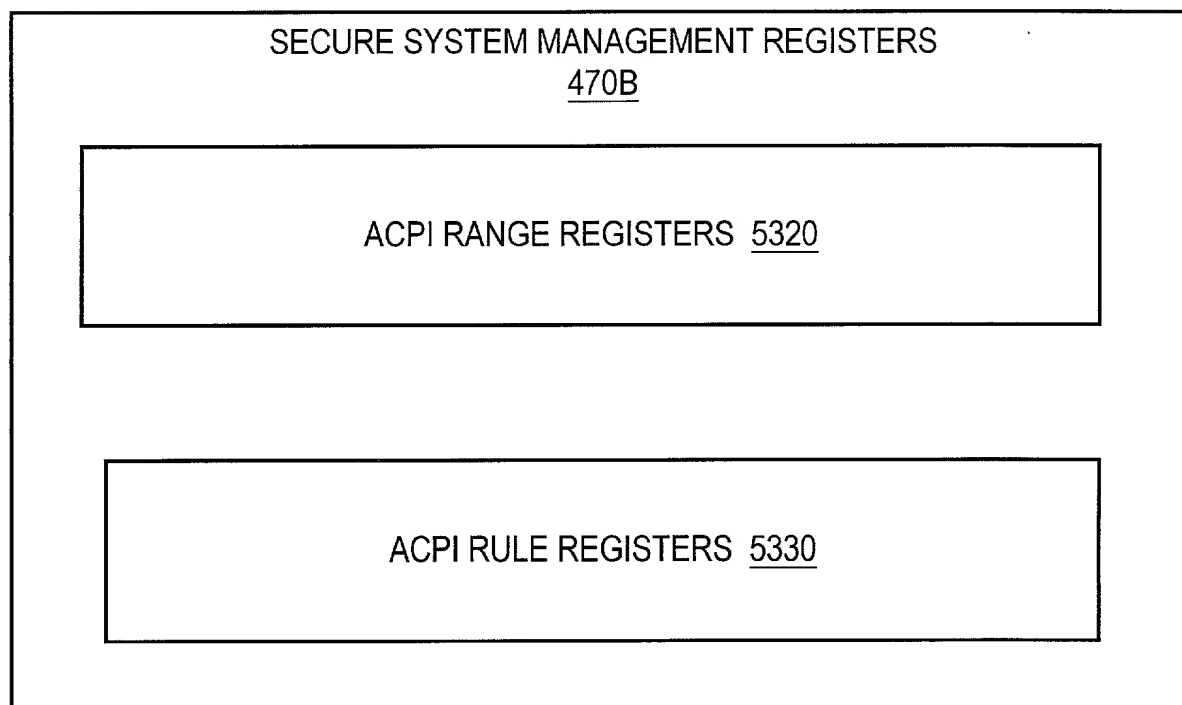 SECURE SYSTEM MANAGEMENT REGISTERS
470B
ACPI RANGE REGISTERS 5320
ACPI RULE REGISTERS 5330